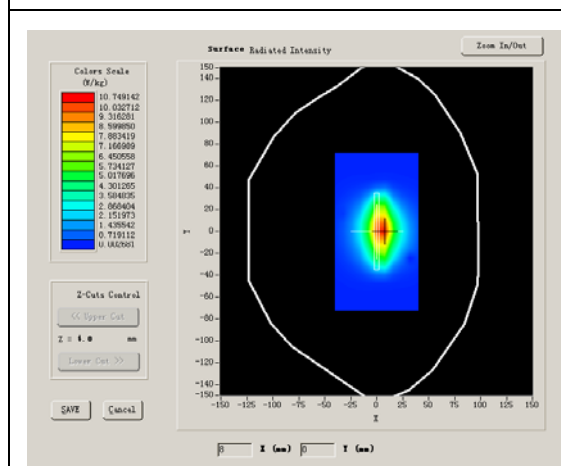 Surface Radiated Intensity
Zoom In/Out
Colors Scale
(W/kg)
10.749142
10.032712
9.316281
8.599850
7.883419
7.166989
6.450558
5.734127
5.017696
4.301265
3.584835
2.868404
2.151973
1.435542
0.719112
0.002681
Z-Cuts Control
<< Upper Cut
Z = mm
Lower Cut >>
SAVE Cancel
150
140
120
100
80
60
40
20
0
-20
-40
-60
-80
-100
-120
-140
-150
Y
-150 -125 -100 -75 -50 -25 0 25 50 75 100 125 150
X
8 X (mm) 0 Y (mm)